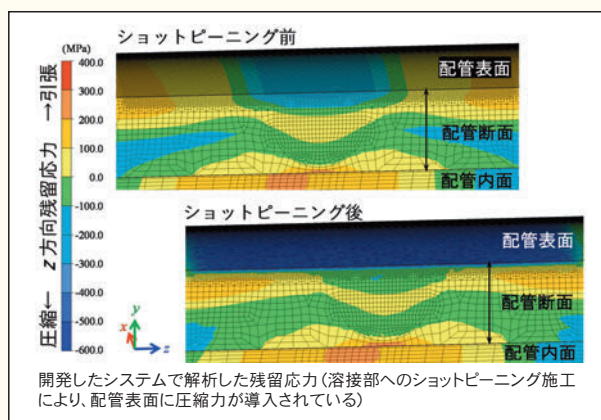 ショットピーニング前
(MPa)
400.0
300.0
200.0
100.0
0.0
-100.0
-200.0
-300.0
-400.0
-500.0
-600.0
圧縮← z方向残留応力 →引張
配管表面
配管断面
配管内面
ショットピーニング後
配管表面
配管断面
配管内面
y
x
z
開発したシステムで解析した残留応力(溶接部へのショットピーニング施工
により、配管表面に圧縮力が導入されている)